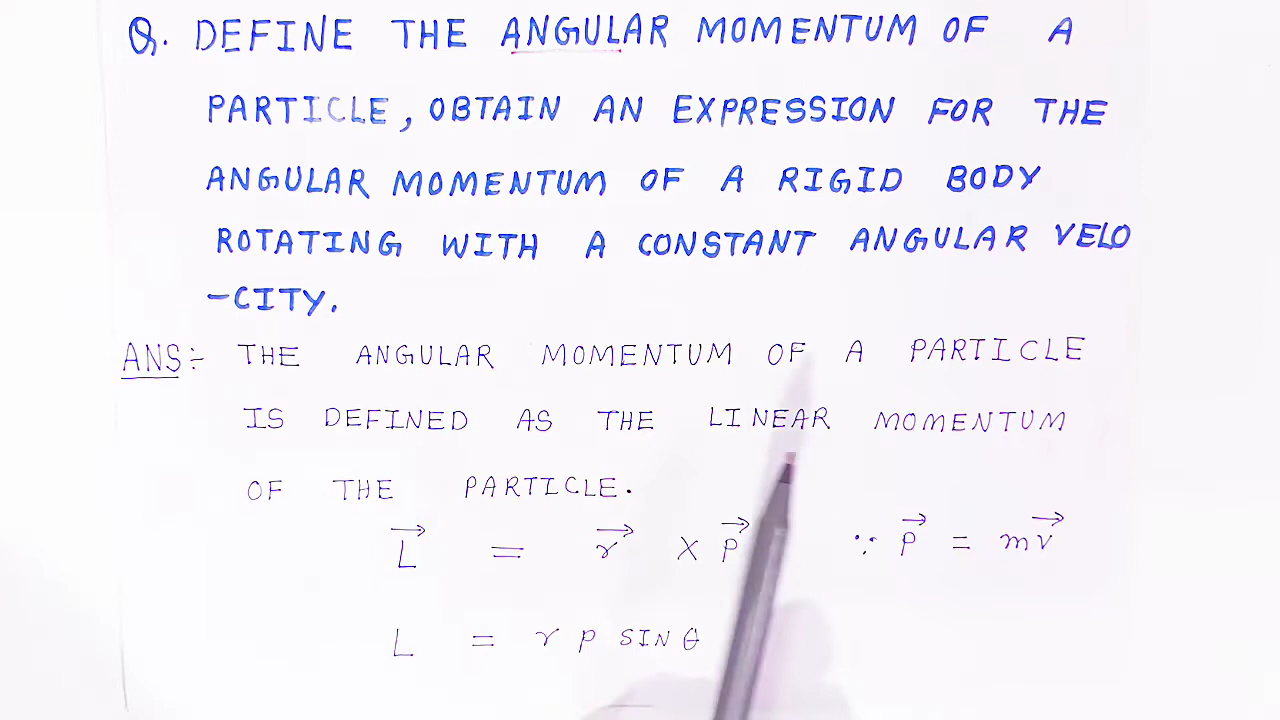 Q. DEFINE THE ANGULAR MOMENTUM OF A
PARTICLE, OBTAIN AN EXPRESSION FOR THE
ANGULAR MOMENTUM OF A RIGID BODY
ROTATING WITH A CONSTANT ANGULAR VELO
-CITY.
ANS:- THE ANGULAR MOMENTUM OF A PARTICLE
IS DEFINED AS THE LINEAR MOMENTUM
OF THE PARTICLE.
L⃗ = r⃗ × p⃗ ∵ p⃗ = mv⃗
L = r p SIN θ